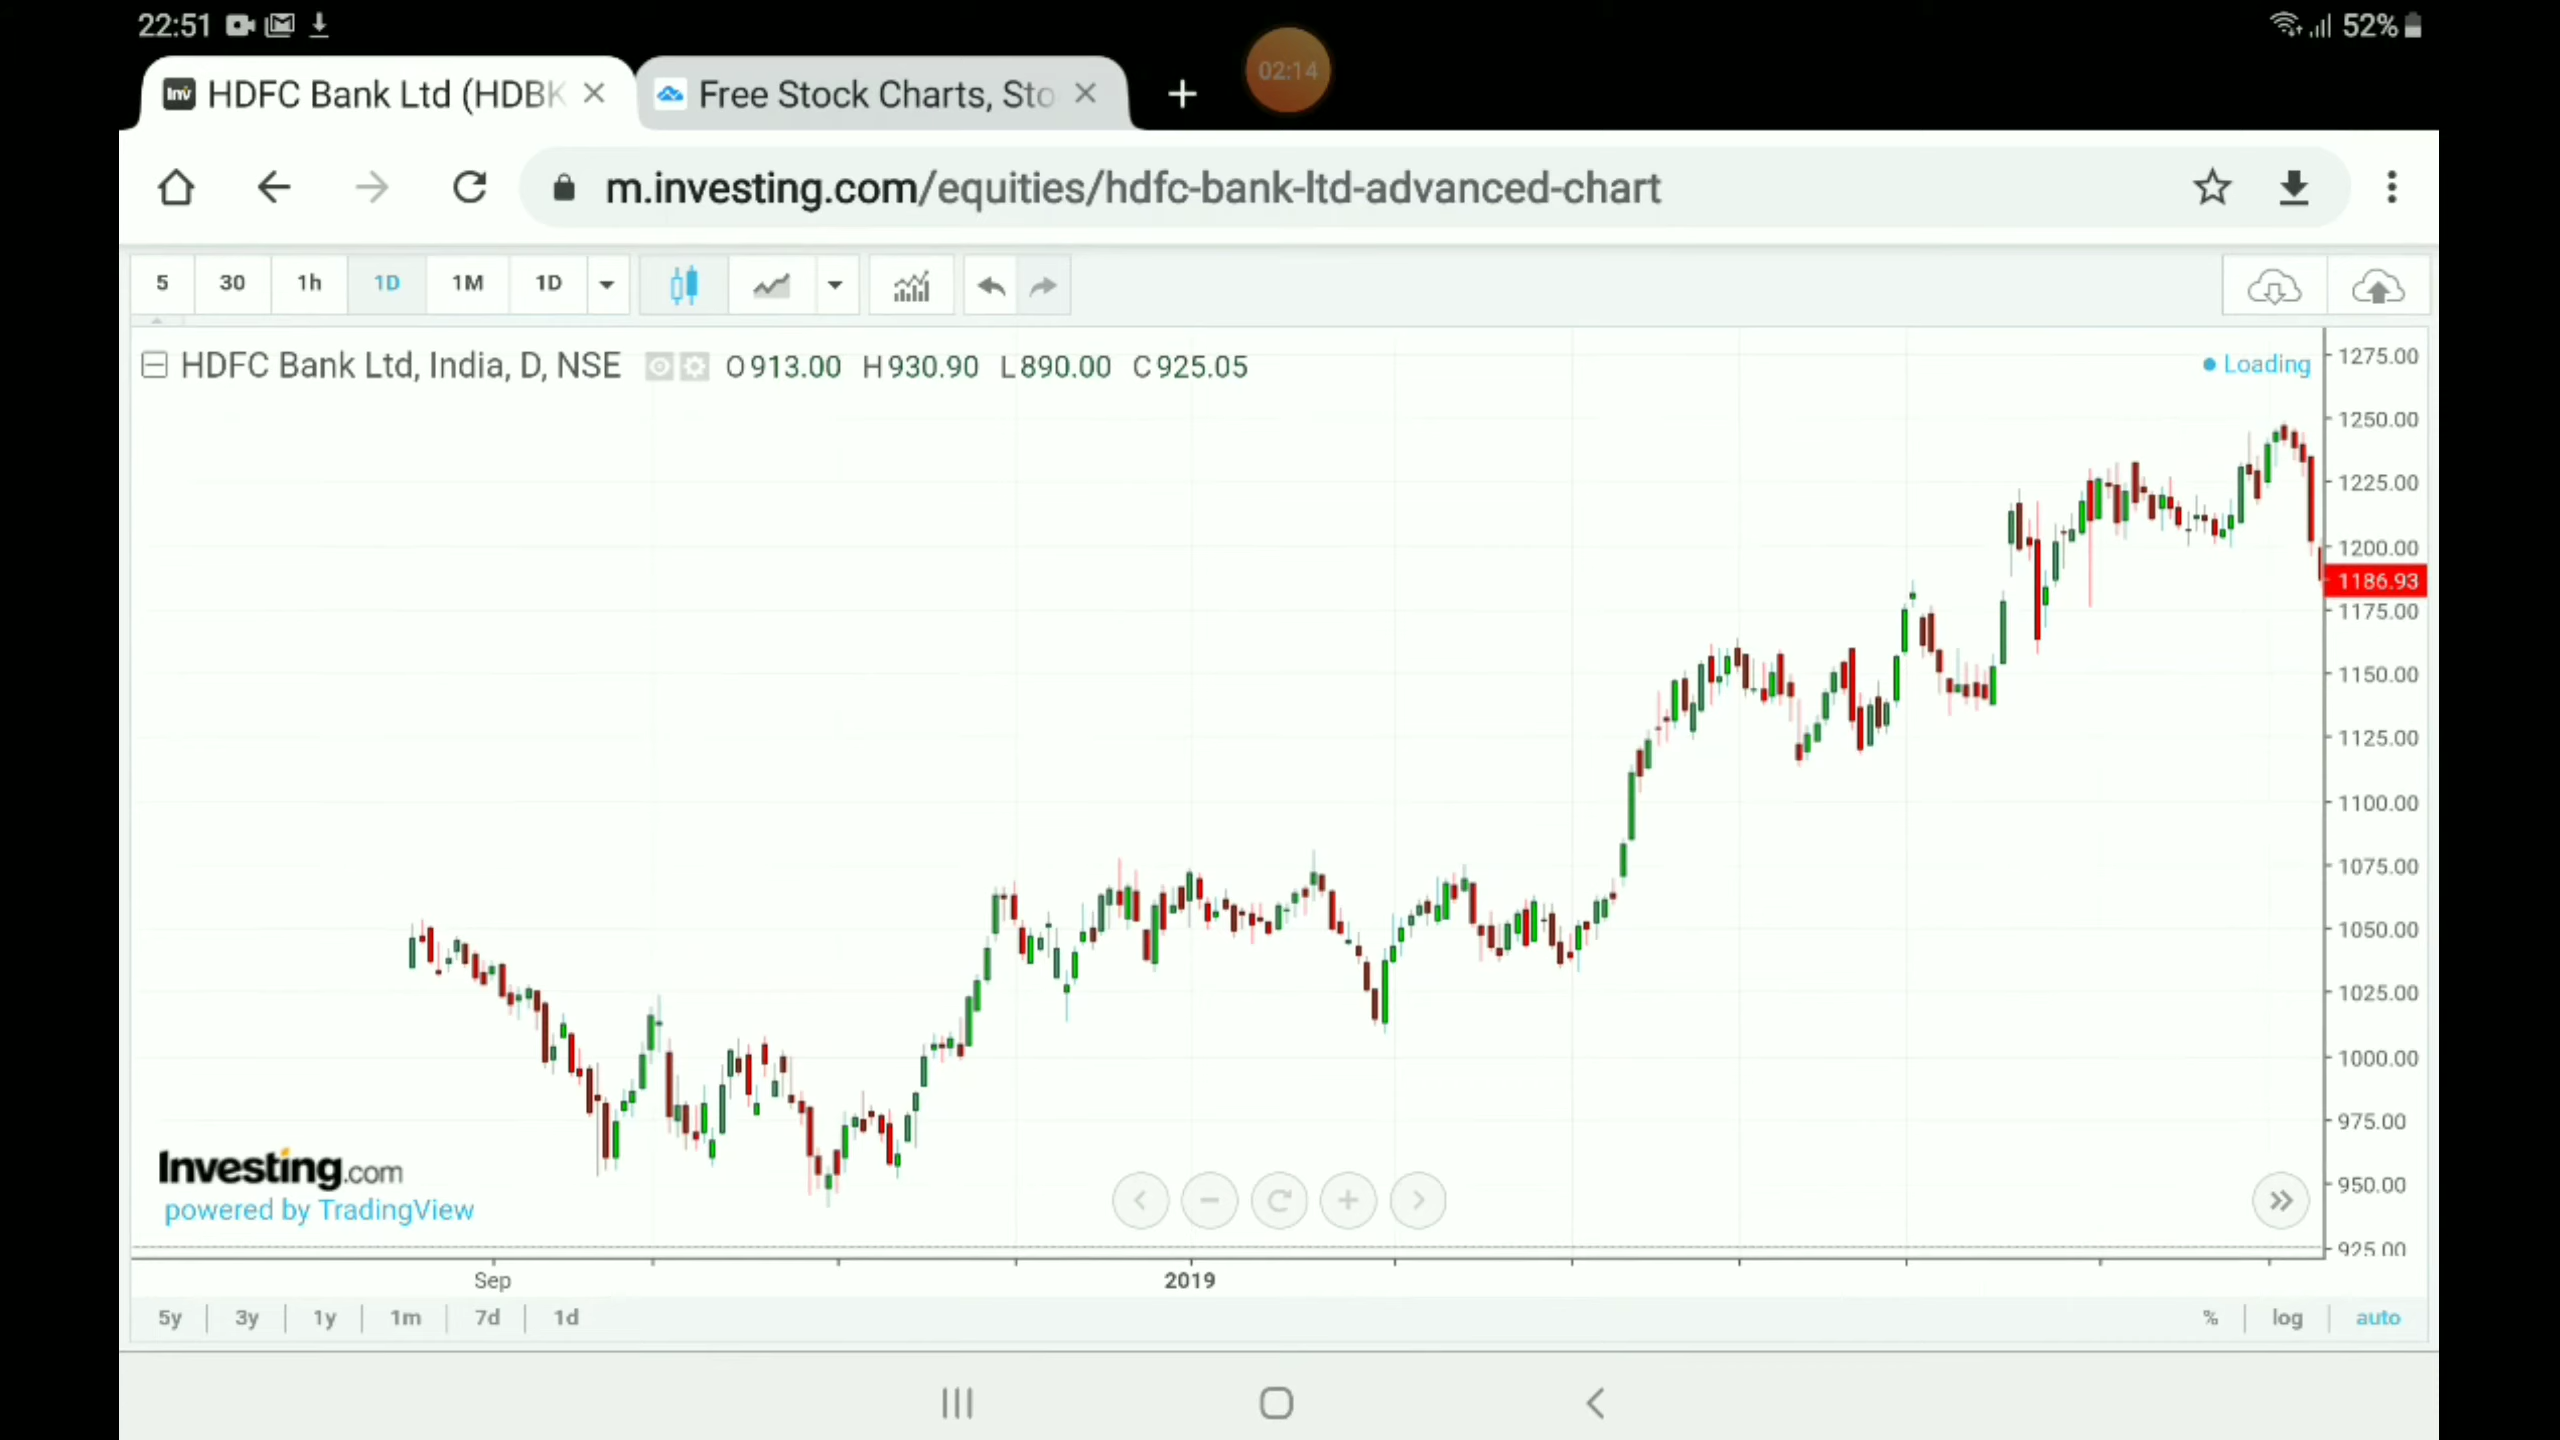 22:51
52%
HDFC Bank Ltd (HDBK
Free Stock Charts, Sto
02:14
m.investing.com/equities/hdfc-bank-ltd-advanced-chart
5 30 1h 1D 1M 1D
HDFC Bank Ltd, India, D, NSE O913.00 H930.90 L890.00 C925.05
Loading
1275.00
1250.00
1225.00
1200.00
1186.93
1175.00
1150.00
1125.00
1100.00
1075.00
1050.00
1025.00
1000.00
975.00
950.00
925.00
Investing.com
powered by TradingView
Sep 2019
5y 3y 1y 1m 7d 1d
% log auto